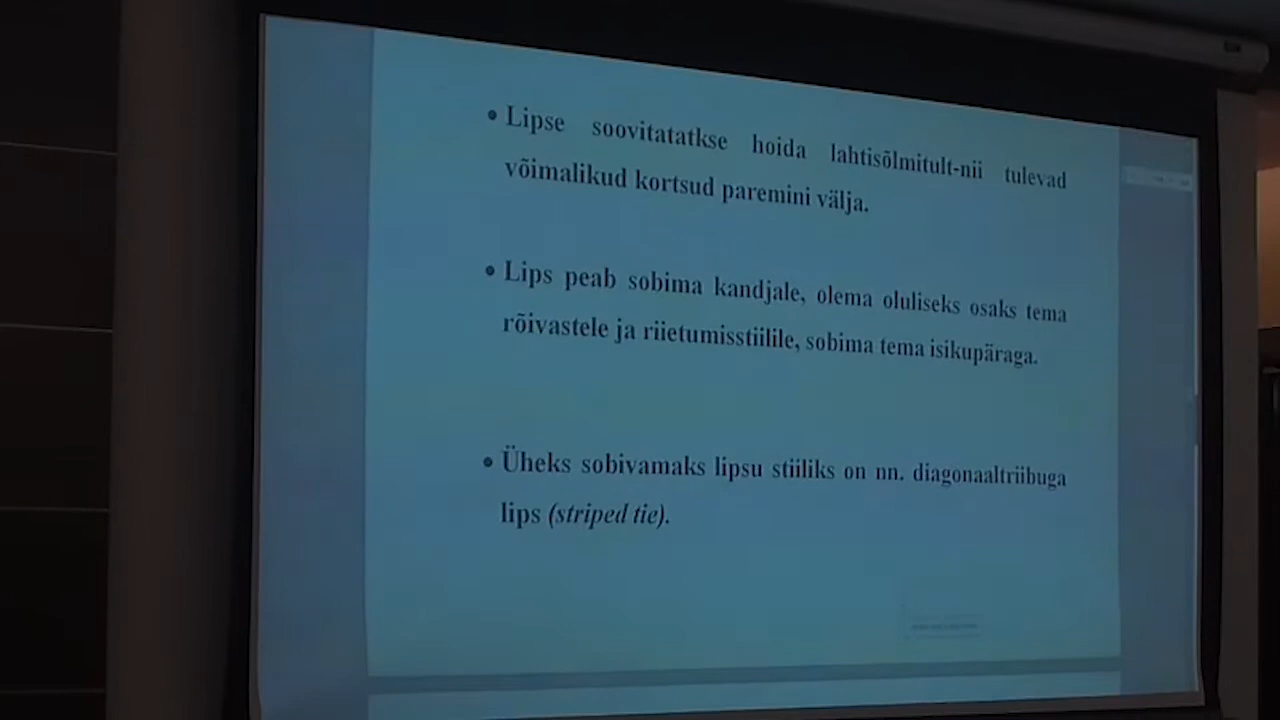 • Lipse soovitatatkse hoida lahtisõlmitult-nii tulevad
võimalikud kortsud paremini välja.
• Lips peab sobima kandjale, olema oluliseks osaks tema
rõivastele ja riietumisstiilile, sobima tema isikupäraga.
• Üheks sobivamaks lipsu stiiliks on nn. diagonaaltriibuga
lips (striped tie).